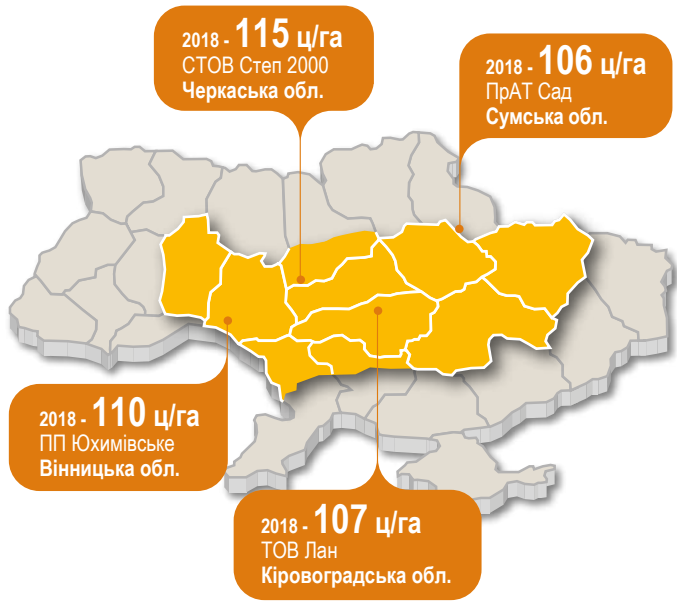 2018 - 115 ц/га
СТОВ Степ 2000
Черкаська обл.
2018 - 106 ц/га
ПрАТ Сад
Сумська обл.
2018 - 110 ц/га
ПП Юхимівське
Вінницька обл.
2018 - 107 ц/га
ТОВ Лан
Кіровоградська обл.